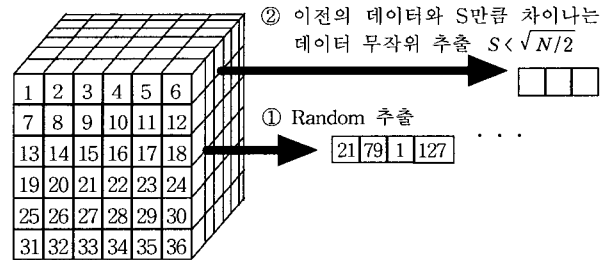 ② 이전의 데이터와 S만큼 차이나는
데이터 무작위 추출 S<√N/2
① Random 추출
21 79 1 127
. . .
1 2 3 4 5 6
7 8 9 10 11 12
13 14 15 16 17 18
19 20 21 22 23 24
25 26 27 28 29 30
31 32 33 34 35 36